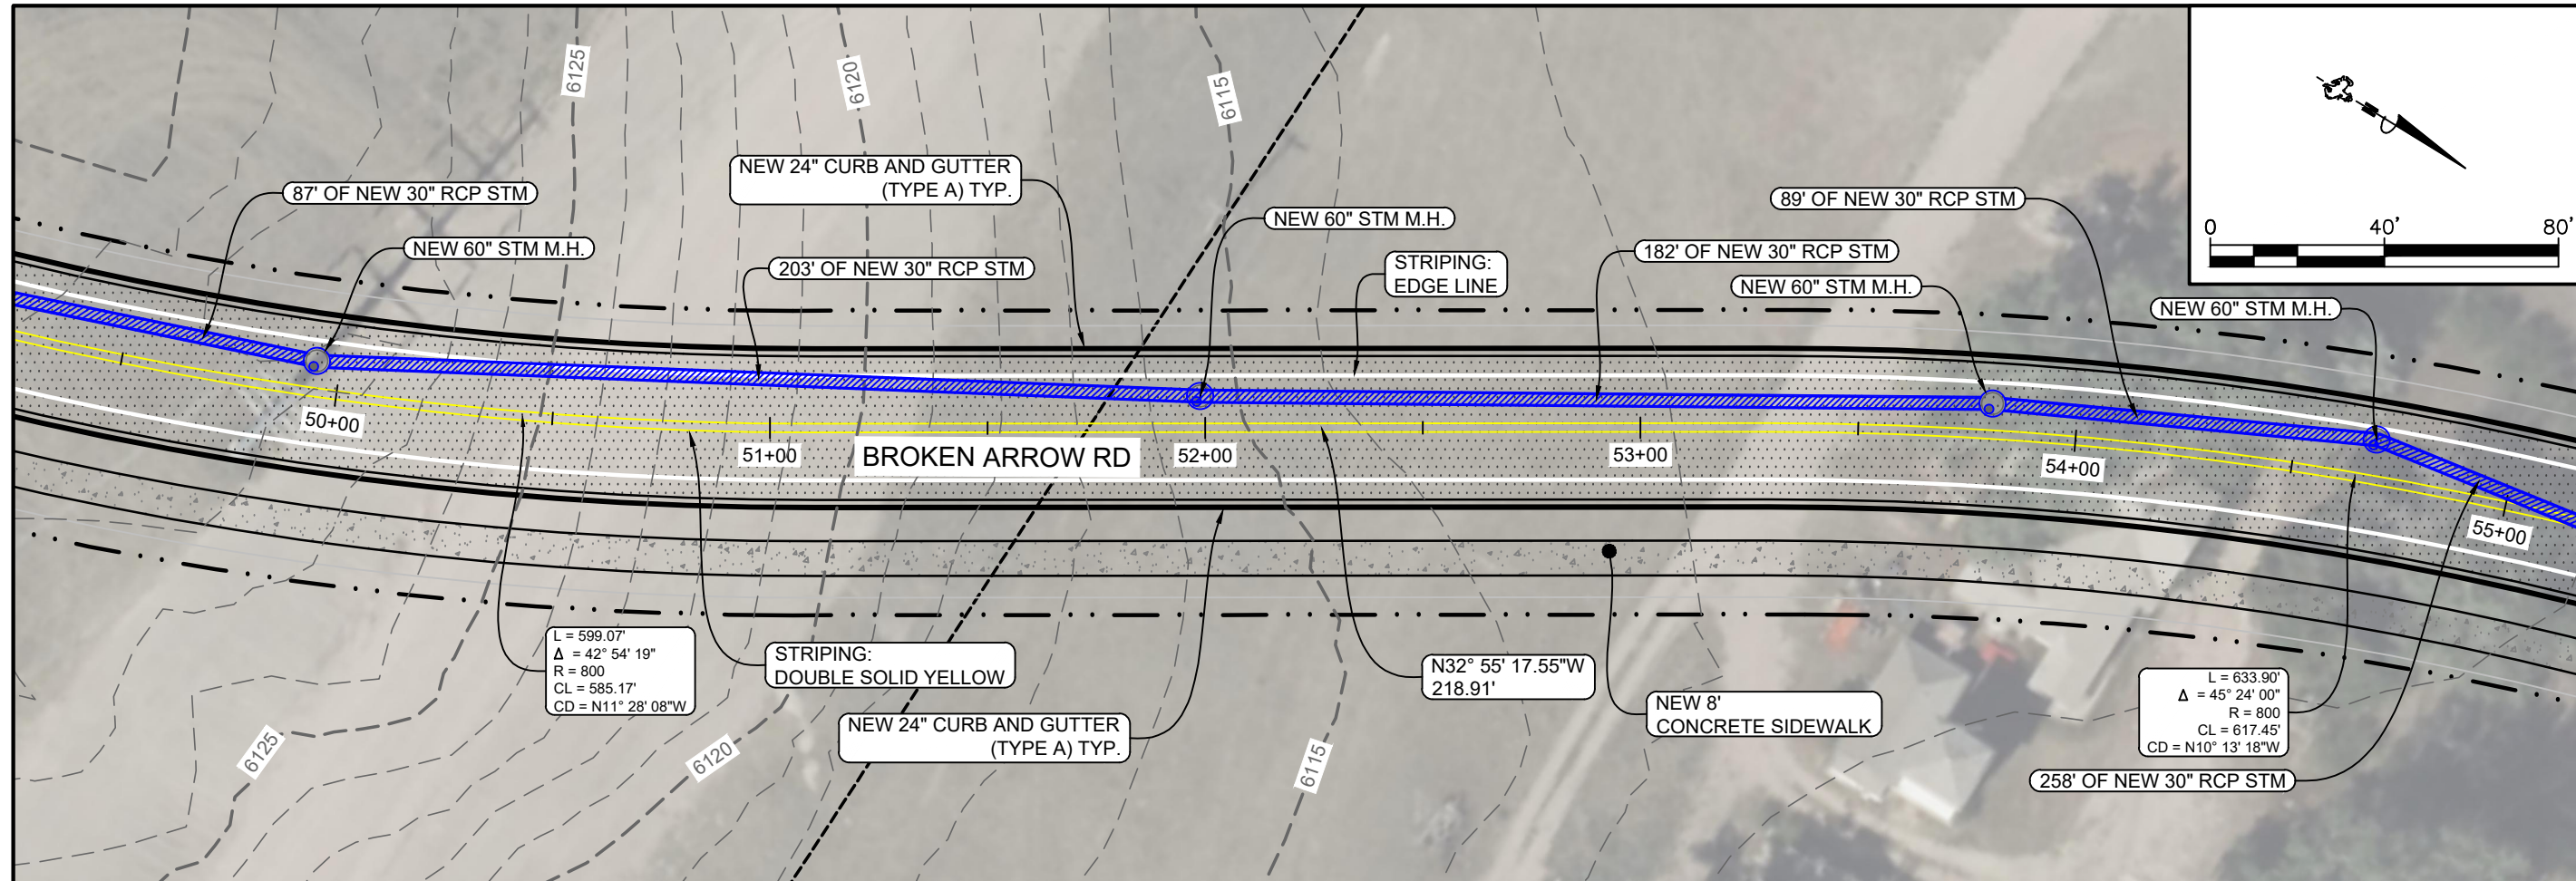 6125
6120
6115
NEW 24" CURB AND GUTTER
(TYPE A) TYP.
87' OF NEW 30" RCP STM
NEW 60" STM M.H.
203' OF NEW 30" RCP STM
NEW 60" STM M.H.
STRIPING:
EDGE LINE
89' OF NEW 30" RCP STM
182' OF NEW 30" RCP STM
NEW 60" STM M.H.
NEW 60" STM M.H.
0 40' 80'
50+00
51+00
BROKEN ARROW RD
52+00
53+00
54+00
55+00
L = 599.07'
Δ = 42° 54' 19"
R = 800
CL = 585.17'
CD = N11° 28' 08"W
STRIPING:
DOUBLE SOLID YELLOW
NEW 24" CURB AND GUTTER
(TYPE A) TYP.
N32° 55' 17.55"W
218.91'
NEW 8'
CONCRETE SIDEWALK
L = 633.90'
Δ = 45° 24' 00"
R = 800
CL = 617.45'
CD = N10° 13' 18"W
258' OF NEW 30" RCP STM
6125
6120
6115